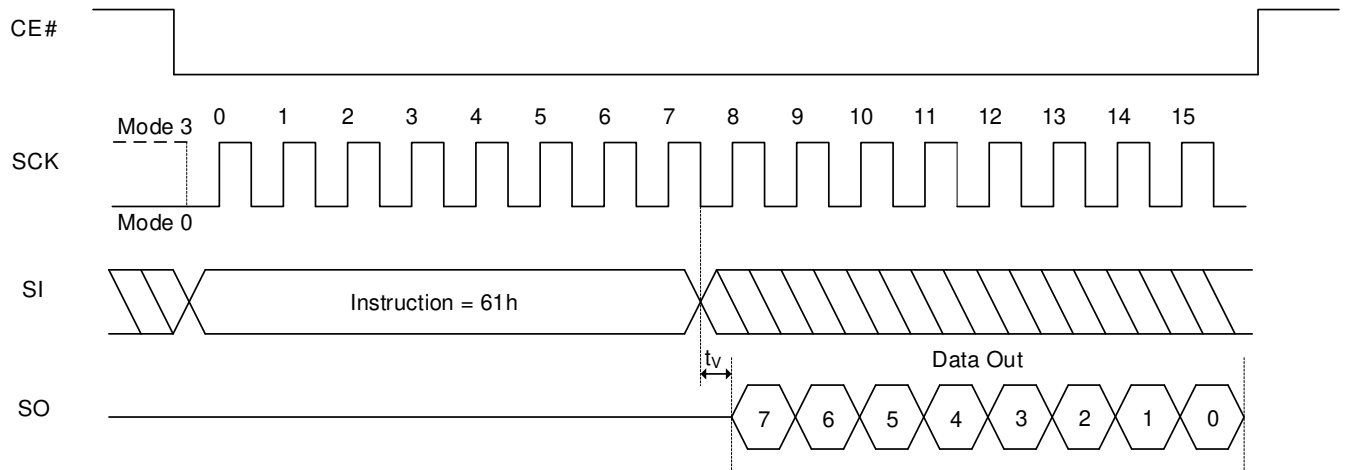 CE#
0 1 2 3 4 5 6 7 8 9 10 11 12 13 14 15
Mode 3
SCK
Mode 0
SI
Instruction = 61h
tV
Data Out
SO
7 6 5 4 3 2 1 0